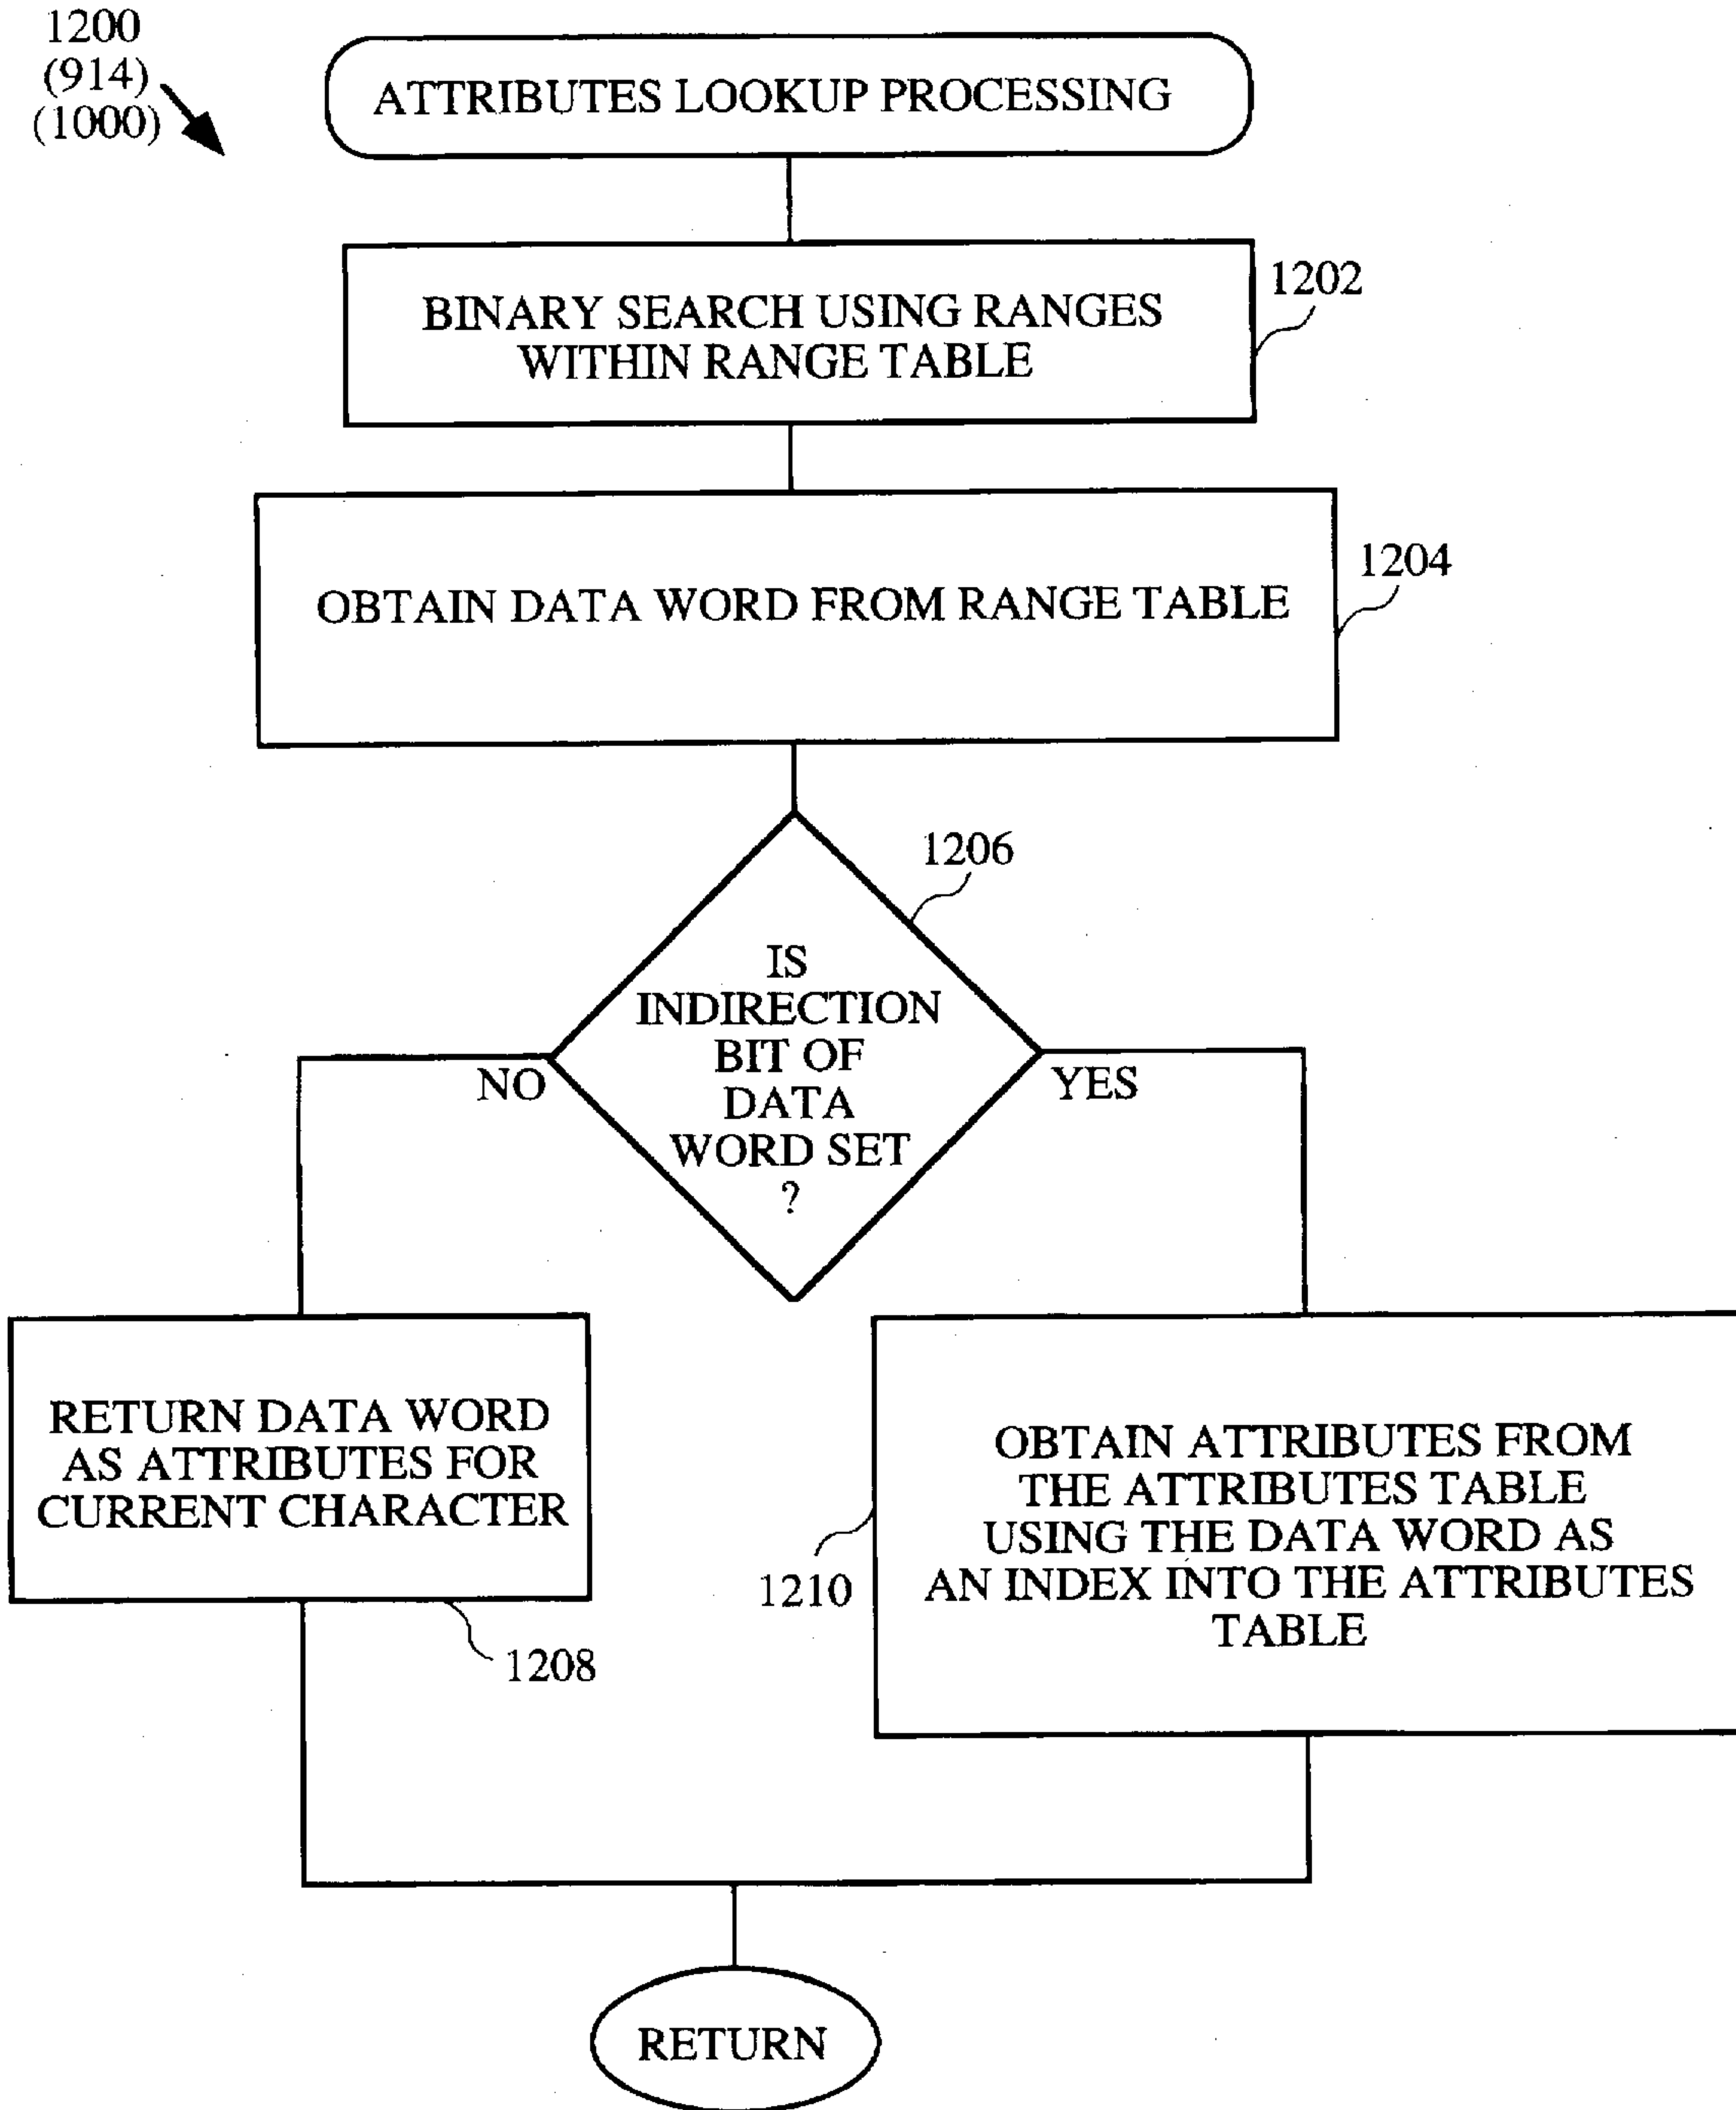 1200
(914)
(1000)
ATTRIBUTES LOOKUP PROCESSING
BINARY SEARCH USING RANGES
WITHIN RANGE TABLE
1202
OBTAIN DATA WORD FROM RANGE TABLE
1204
1206
IS
INDIRECTION
BIT OF
DATA
WORD SET
?
NO
YES
RETURN DATA WORD
AS ATTRIBUTES FOR
CURRENT CHARACTER
1208
OBTAIN ATTRIBUTES FROM
THE ATTRIBUTES TABLE
USING THE DATA WORD AS
AN INDEX INTO THE ATTRIBUTES
TABLE
1210
RETURN